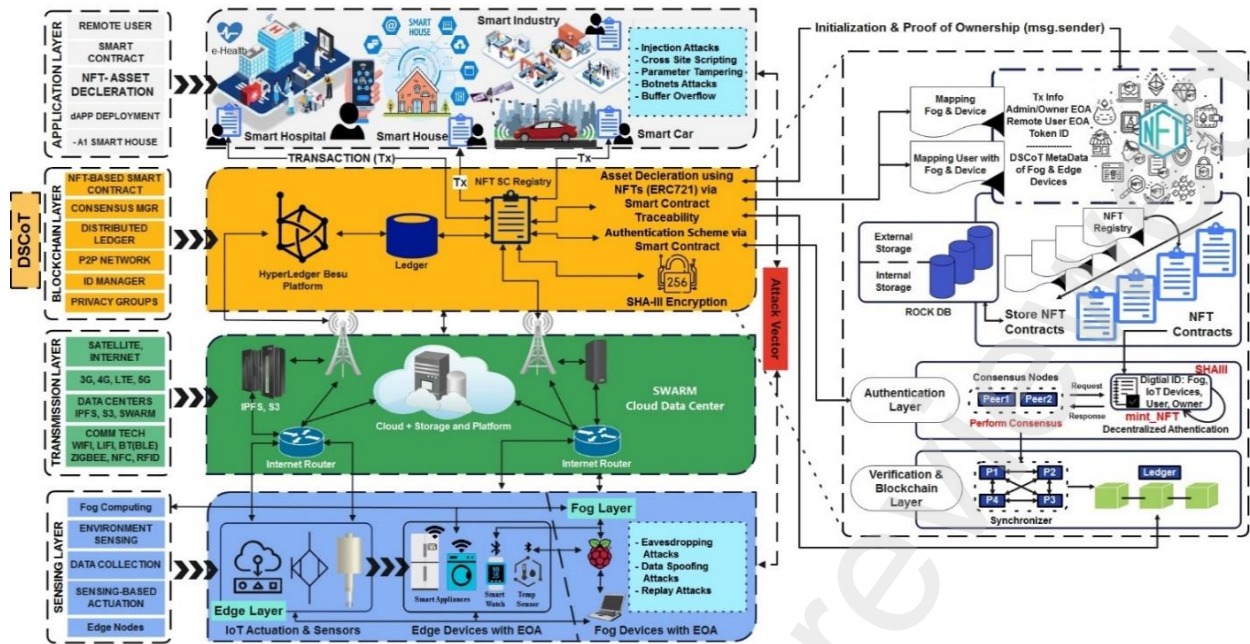 DSCoT
APPLICATION LAYER
REMOTE USER
SMART
CONTRACT
NFT- ASSET
DECLERATION
dAPP DEPLOYMENT
- A1 SMART HOUSE
BLOCKCHAIN LAYER
NFT-BASED SMART
CONTRACT
CONSENSUS MGR
DISTRIBUTED
LEDGER
P2P NETWORK
ID MANAGER
PRIVACY GROUPS
TRANSMISSION LAYER
SATELLITE,
INTERNET
3G, 4G, LTE, 5G
DATA CENTERS
IPFS, S3, SWARM
COMM TECH
WIFI, LIFI, BT(BLE)
ZIGBEE, NFC, RFID
SENSING LAYER
Fog Computing
ENVIRONMENT
SENSING
DATA COLLECTION
SENSING-BASED
ACTUATION
Edge Nodes
e-Health
H
SMART
HOUSE
Smart Industry
Smart Hospital
Smart House
Smart Car
- Injection Attacks
- Cross Site Scripting
- Parameter Tampering
- Botnets Attacks
- Buffer Overflow
TRANSACTION (Tx)
Tx
Tx
NFT SC Registry
HyperLedger Besu
Platform
Ledger
Asset Decleration using
NFTs (ERC721) via
Smart Contract
Traceability
Authentication Scheme via
Smart Contract
256
SHA-III Encryption
Attack Vector
IPFS, S3
Cloud + Storage and Platform
SWARM
Cloud Data Center
Internet Router
Internet Router
Edge Layer
IoT Actuation & Sensors
Smart Appliances
Smart
Watch
Temp
Sensor
Edge Devices with EOA
Fog Layer
Fog Devices with EOA
- Eavesdropping
Attacks
- Data Spoofing
Attacks
- Replay Attacks
Initialization & Proof of Ownership (msg.sender)
Mapping
Fog & Device
Mapping User with
Fog & Device
Tx Info
Admin/Owner EOA
Remote User EOA
Token ID
------------
DSCoT MetaData
of Fog & Edge
Devices
NFT
External
Storage
Internal
Storage
ROCK DB
NFT
Registry
Store NFT
Contracts
NFT
Contracts
Authentication
Layer
Consensus Nodes
Peer1
Peer2
Perform Consensus
Request
Response
SHAIII
Digtial ID: Fog,
IoT Devices,
User, Owner
mint_NFT
Decentralized Athentication
Verification &
Blockchain
Layer
P1
P2
P4
P3
Synchronizer
Ledger
review